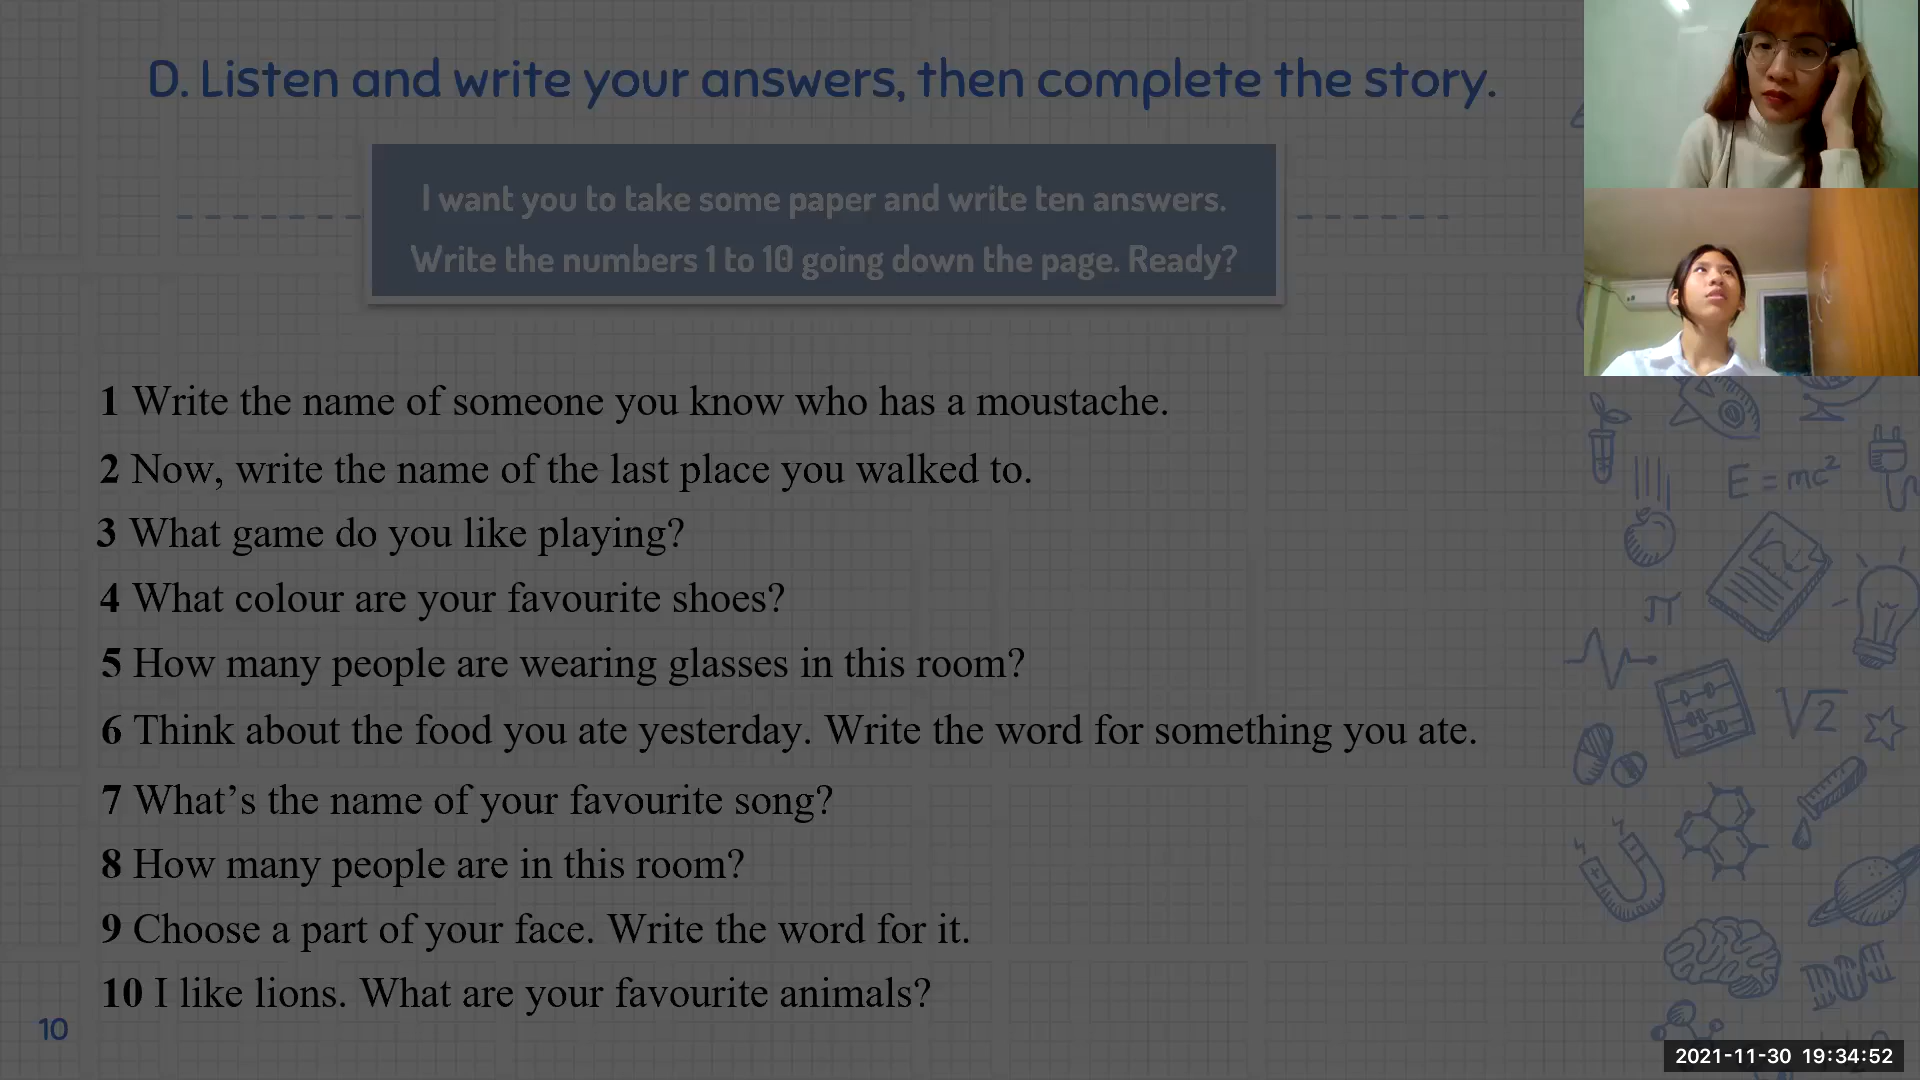 D. Listen and write your answers, then complete the story.
I want you to take some paper and write ten answers.
Write the numbers 1 to 10 going down the page. Ready?
1 Write the name of someone you know who has a moustache.
2 Now, write the name of the last place you walked to.
3 What game do you like playing?
4 What colour are your favourite shoes?
5 How many people are wearing glasses in this room?
6 Think about the food you ate yesterday. Write the word for something you ate.
7 What’s the name of your favourite song?
8 How many people are in this room?
9 Choose a part of your face. Write the word for it.
10 I like lions. What are your favourite animals?
E = mc²
π
√2
10
2021-11-30 19:34:52